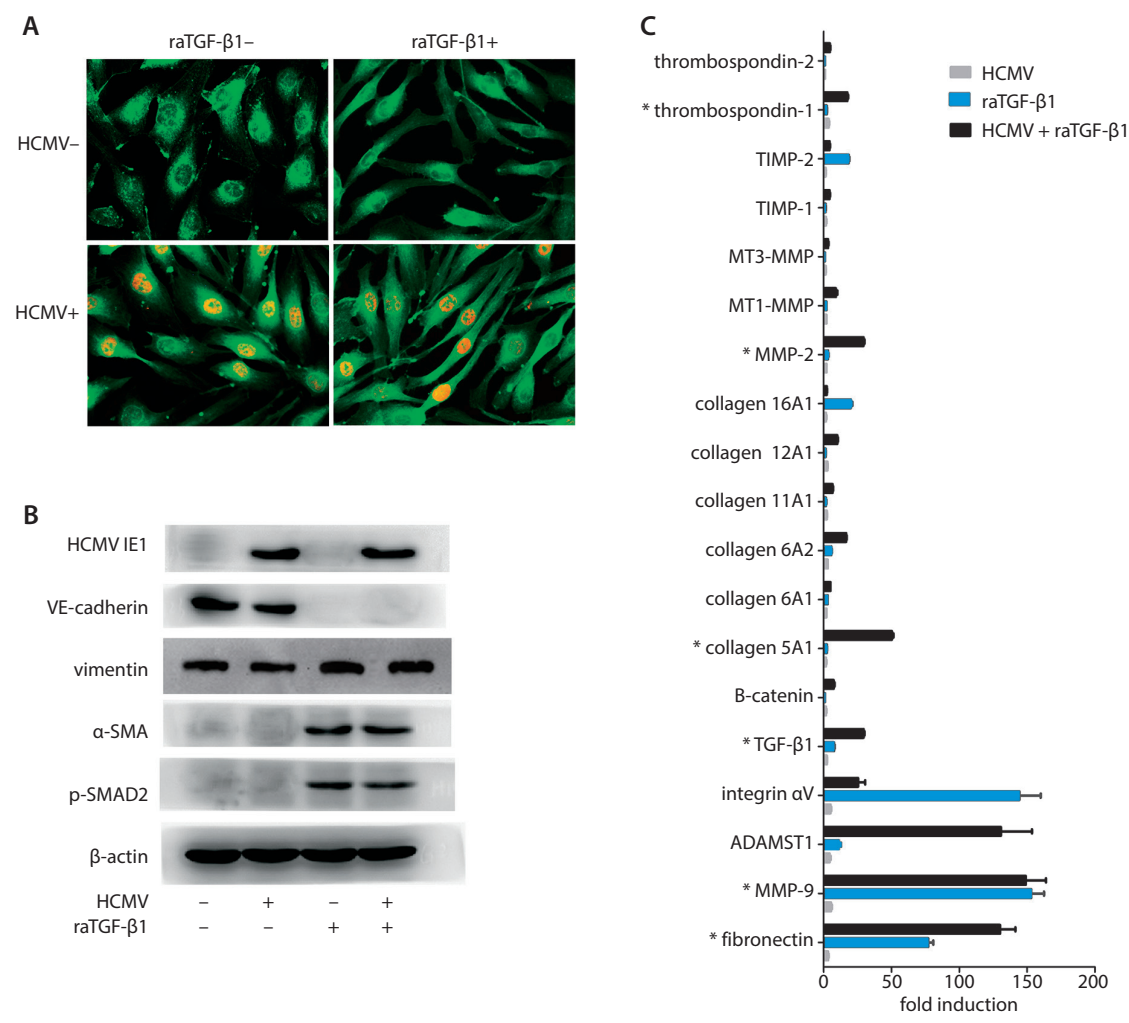 A
raTGF-β1–
raTGF-β1+
HCMV–
HCMV+
B
HCMV IE1
VE-cadherin
vimentin
α-SMA
p-SMAD2
β-actin
HCMV – + – +
raTGF-β1 – – + +
C
HCMV
raTGF-β1
HCMV + raTGF-β1
thrombospondin-2
* thrombospondin-1
TIMP-2
TIMP-1
MT3-MMP
MT1-MMP
* MMP-2
collagen 16A1
collagen 12A1
collagen 11A1
collagen 6A2
collagen 6A1
* collagen 5A1
B-catenin
* TGF-β1
integrin αV
ADAMST1
* MMP-9
* fibronectin
0 50 100 150 200
fold induction